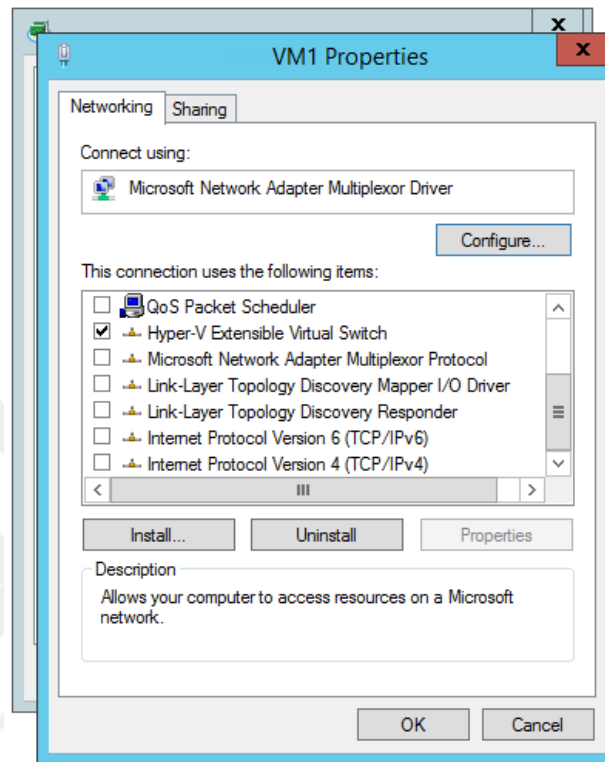 VM1 Properties
Networking
Sharing
Connect using:
Microsoft Network Adapter Multiplexor Driver
Configure...
This connection uses the following items:
QoS Packet Scheduler
Hyper-V Extensible Virtual Switch
Microsoft Network Adapter Multiplexor Protocol
Link-Layer Topology Discovery Mapper I/O Driver
Link-Layer Topology Discovery Responder
Internet Protocol Version 6 (TCP/IPv6)
Internet Protocol Version 4 (TCP/IPv4)
Install...
Uninstall
Properties
Description
Allows your computer to access resources on a Microsoft
network.
OK
Cancel